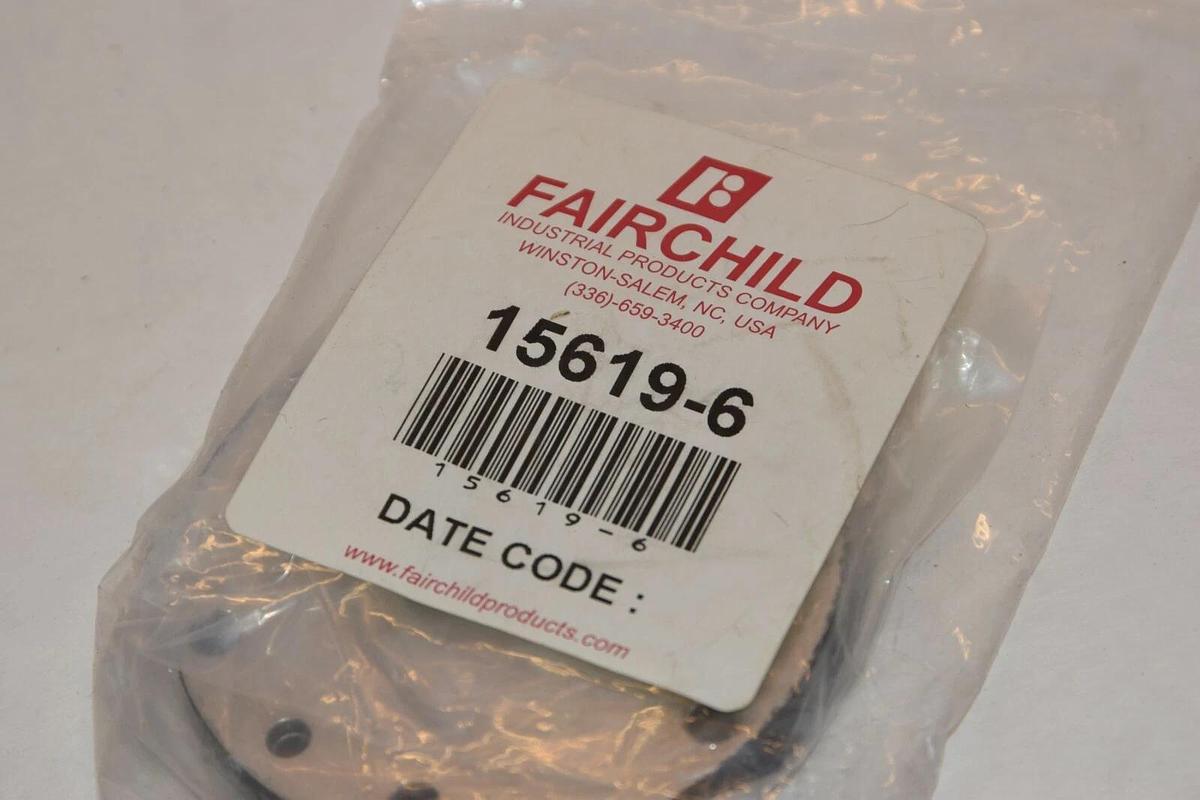 FAIRCHILD
INDUSTRIAL PRODUCTS COMPANY
WINSTON-SALEM, NC, USA
(336)-659-3400
15619-6
15619-6
DATE CODE :
www.fairchildproducts.com